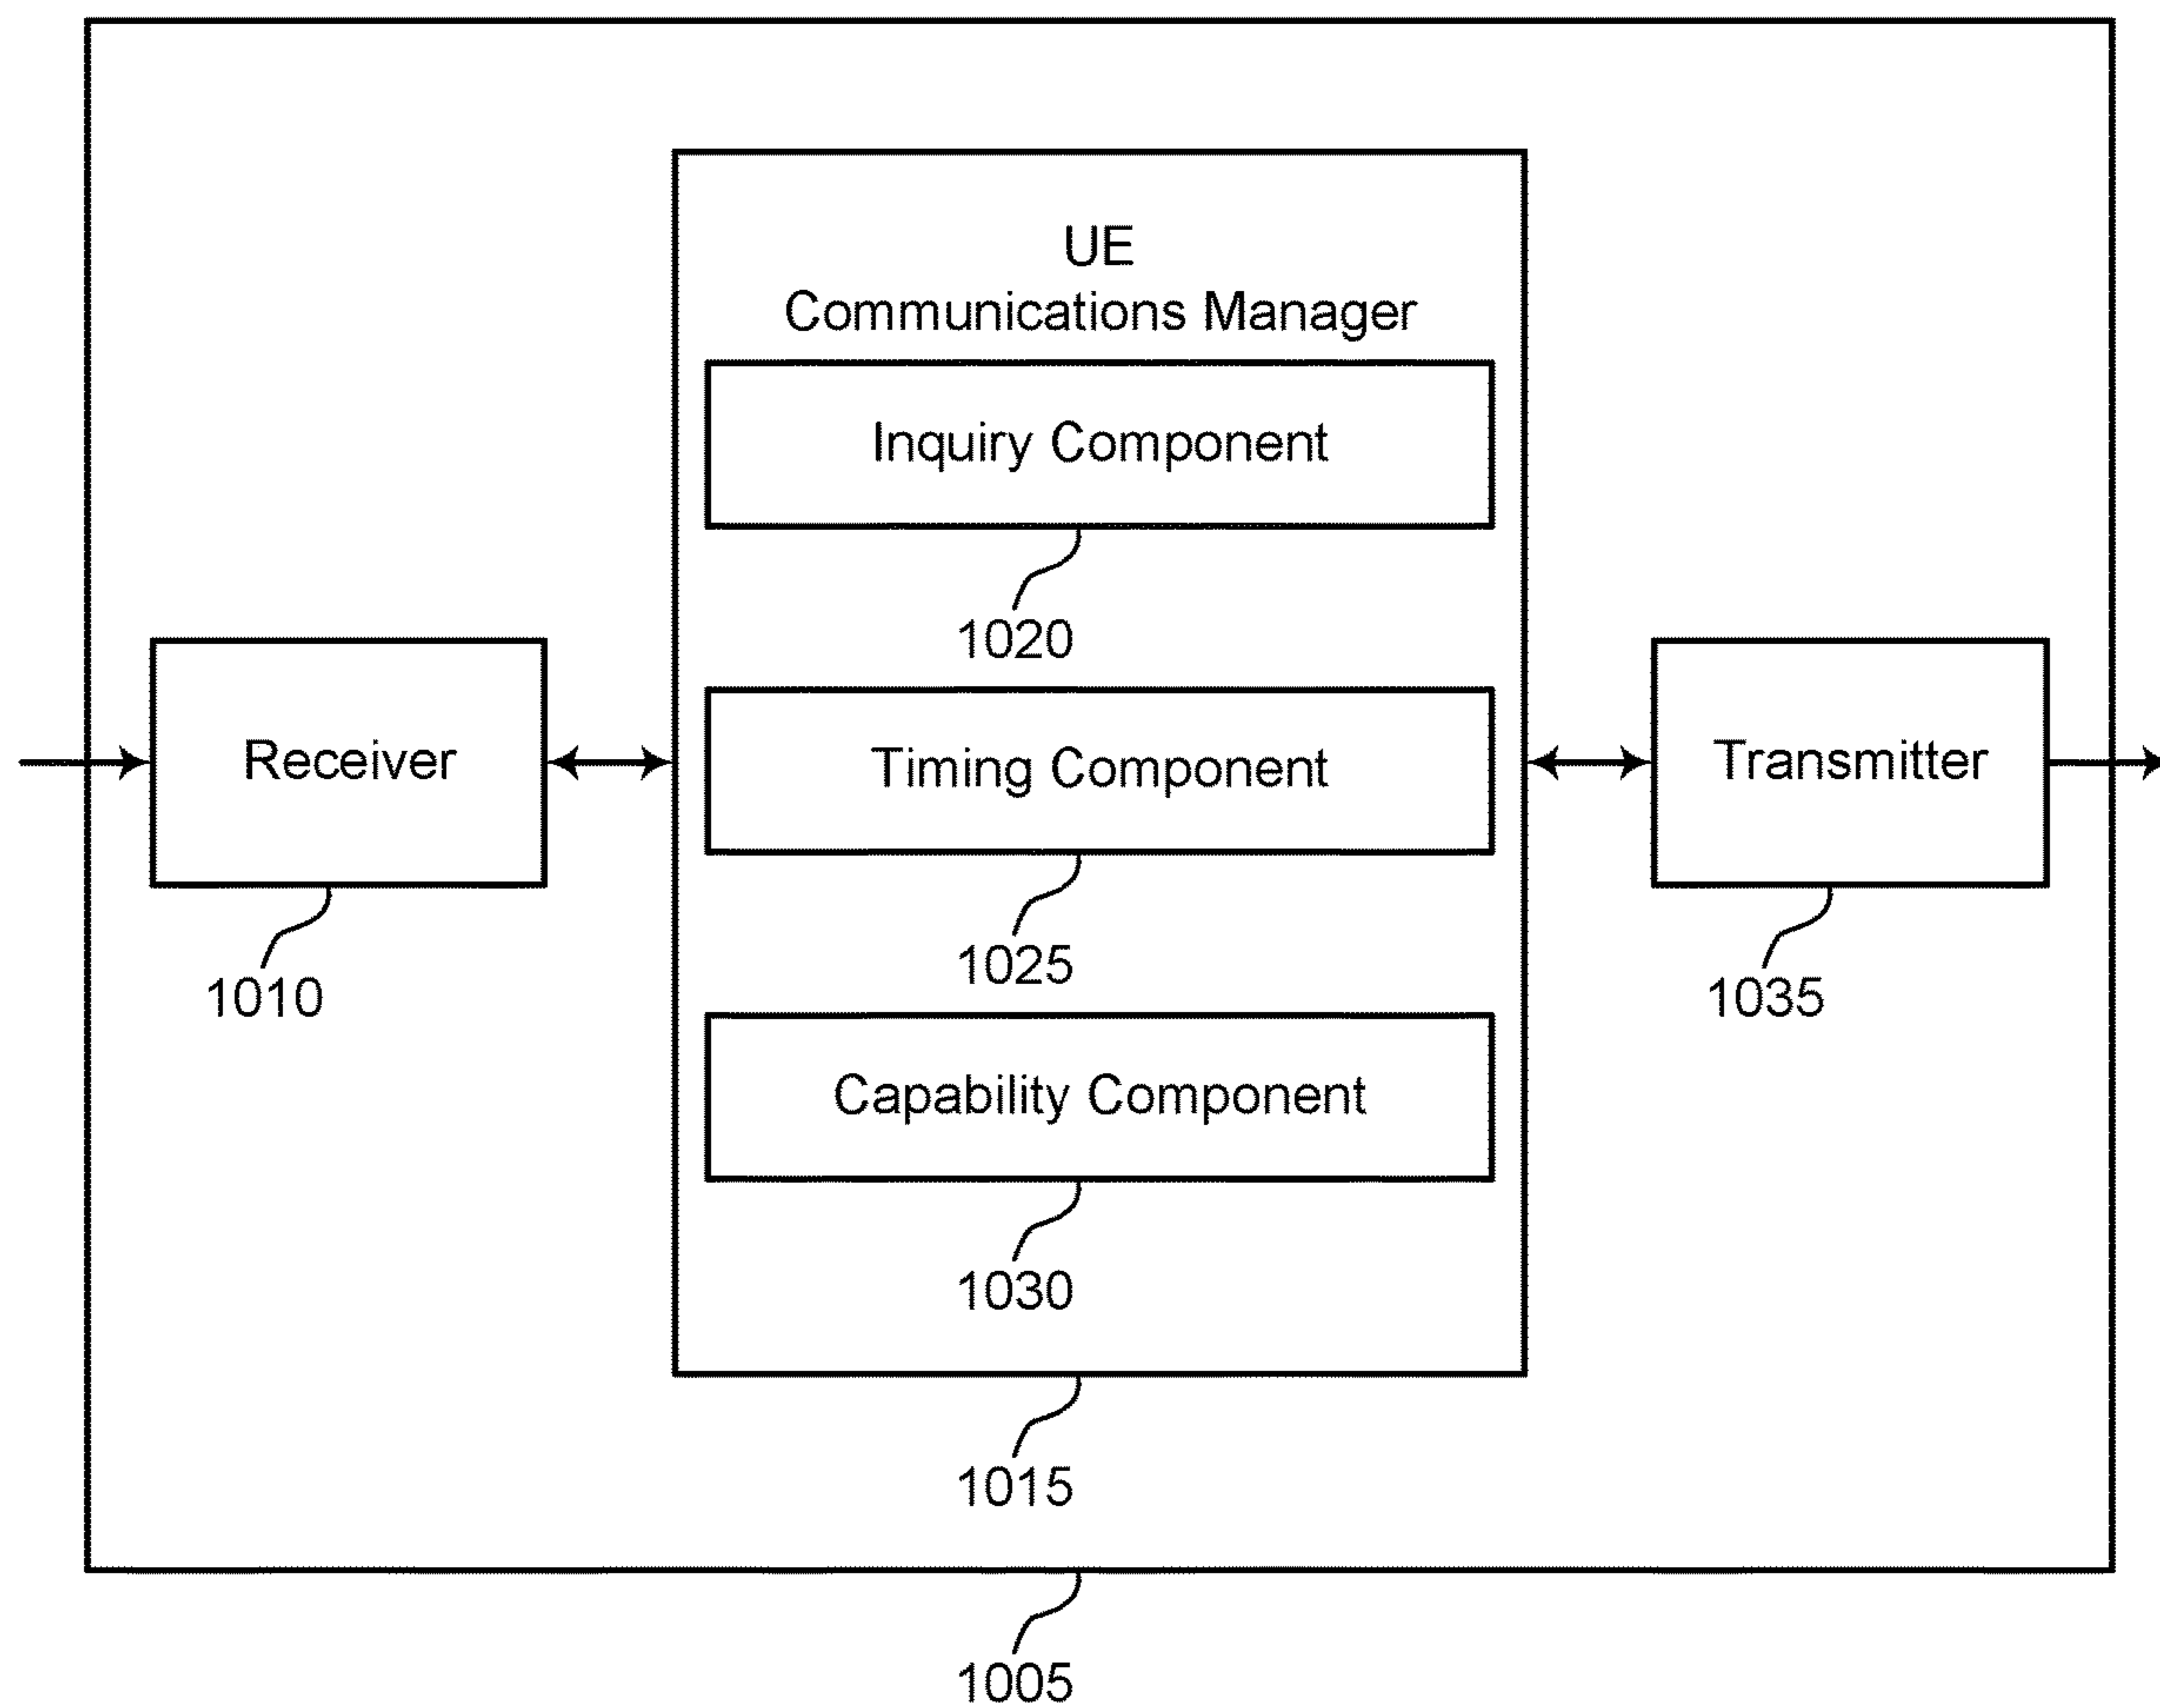 UE
Communications Manager
Inquiry Component
1020
Receiver
1010
Timing Component
1025
Transmitter
1035
Capability Component
1030
1015
1005